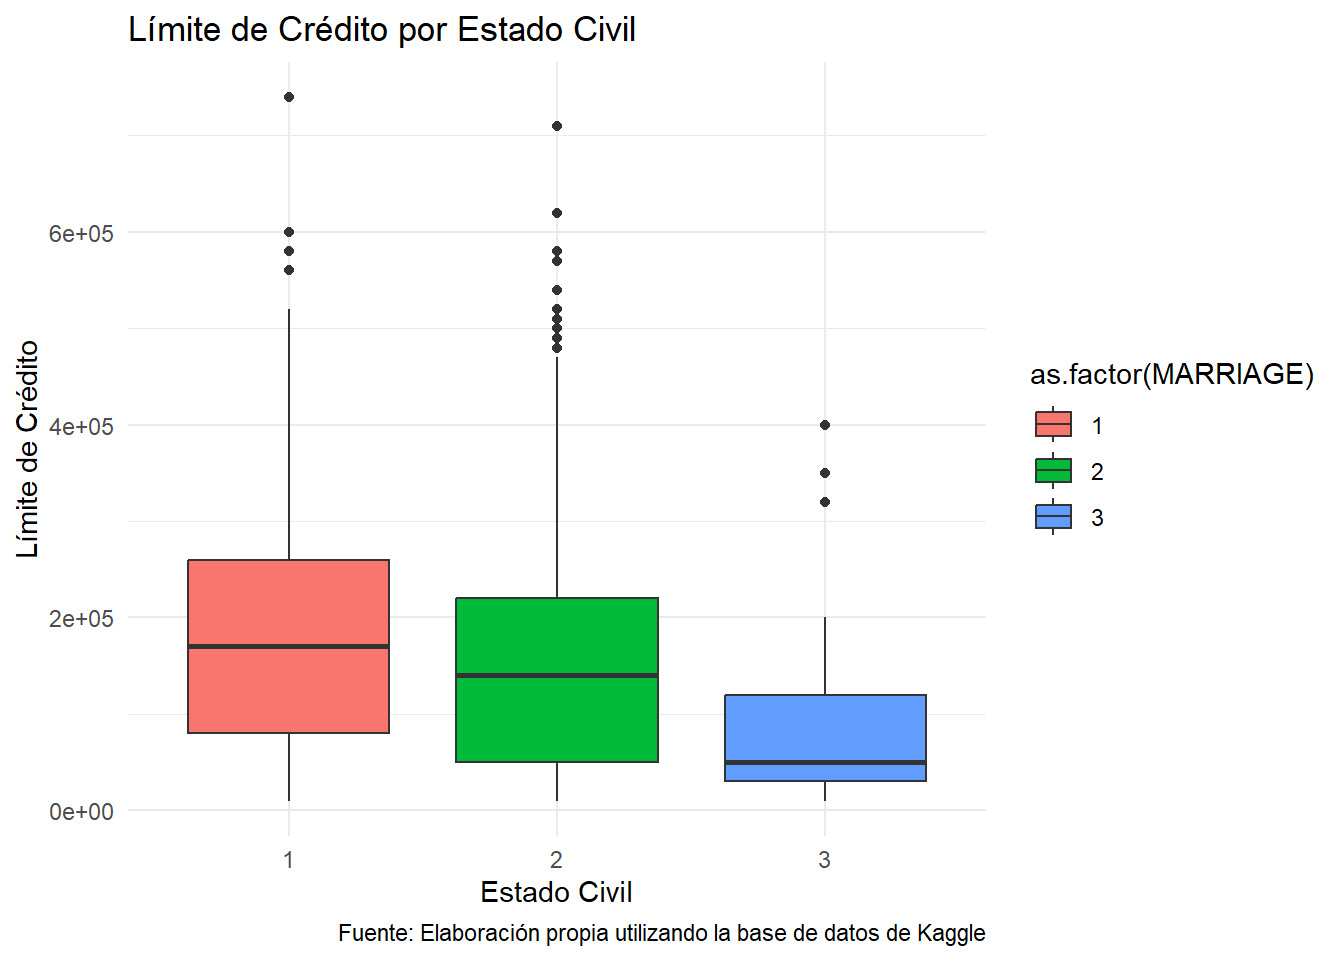 Límite de Crédito por Estado Civil
Límite de Crédito
6e+05
4e+05
2e+05
0e+00
1
2
3
Estado Civil
Fuente: Elaboración propia utilizando la base de datos de Kaggle
as.factor(MARRIAGE)
1
2
3